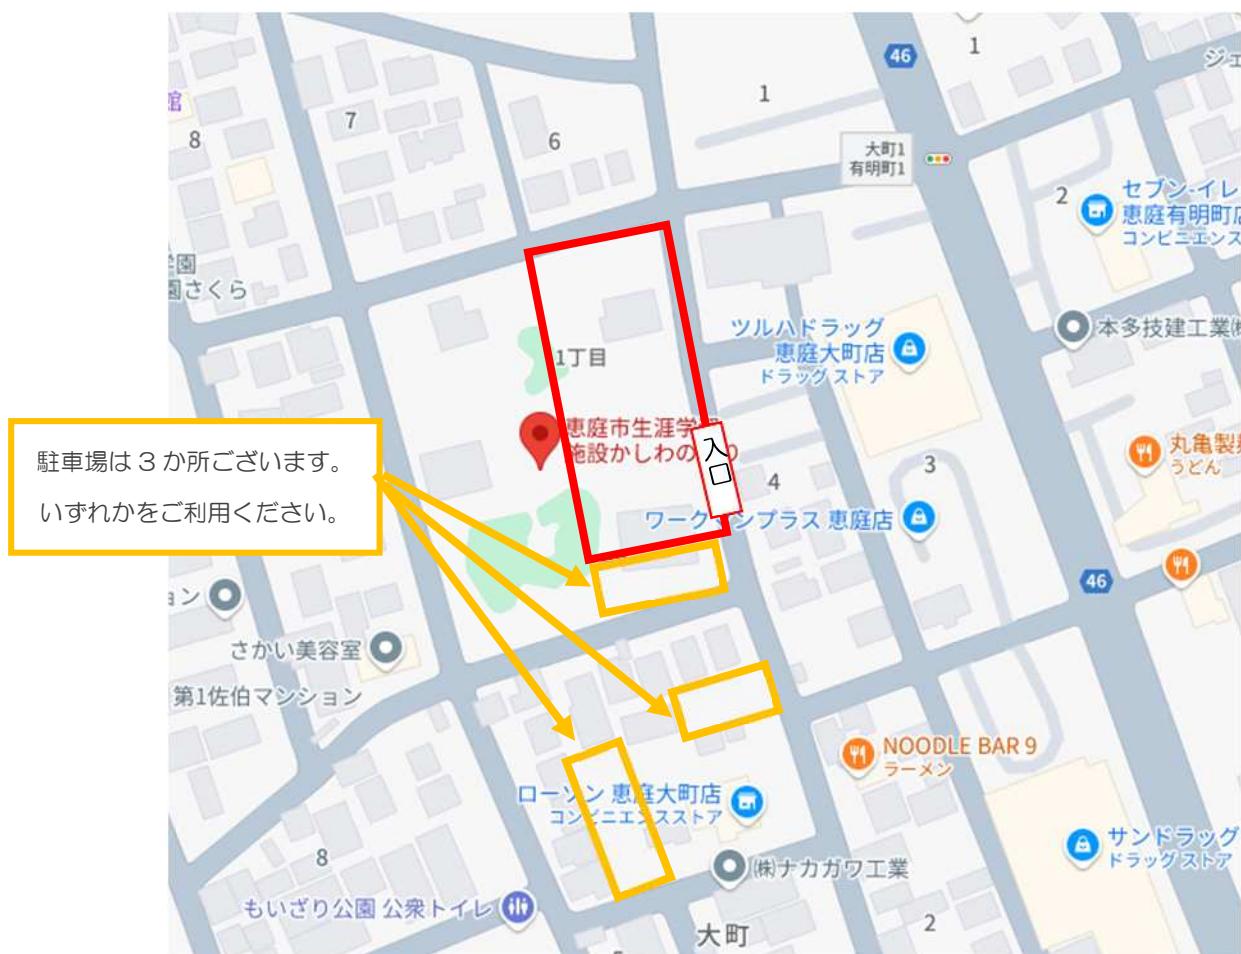 46
1
ジェ
1
館
7
8
6
大町1
有明町1
2
セブン-イレ
恵庭有明町店
コンビニエンス
学園
園さくら
ツルハドラッグ
恵庭大町店
ドラッグ ストア
本多技建工業㈱
1丁目
恵庭市生涯学
施設かしわの
り
入口
駐車場は 3 か所ございます。
いずれかをご利用ください。
丸亀製麺
うどん
3
4
ワークマンプラス 恵庭店
46
ョン
さかい美容室
第1佐伯マンション
NOODLE BAR 9
ラーメン
ローソン 恵庭大町店
コンビニエンスストア
サンドラッグ
ドラッグ ストア
8
㈱ナカガワ工業
もいざり公園 公衆トイレ
大町
2